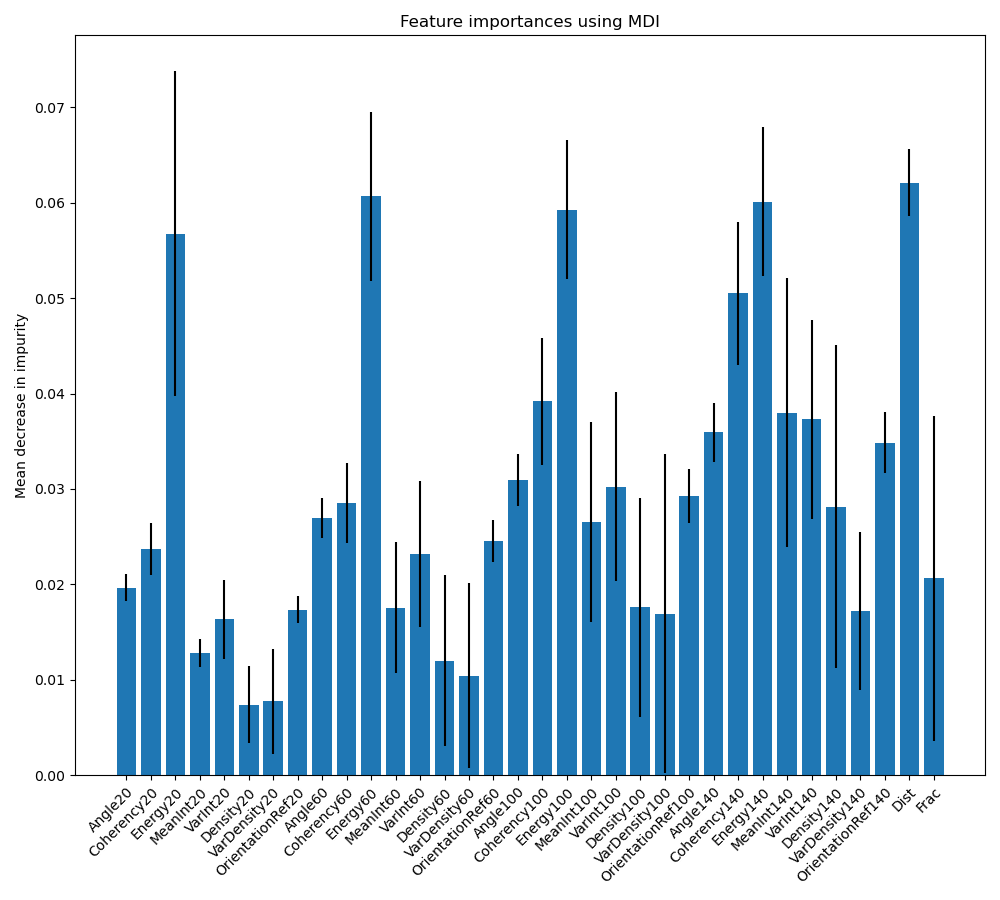 Feature importances using MDI
Mean decrease in impurity
0.07
0.06
0.05
0.04
0.03
0.02
0.01
0.00
Angle20
Coherency20
Energy20
MeanInt20
VarInt20
Density20
VarDensity20
OrientationRef20
Angle60
Coherency60
Energy60
MeanInt60
VarInt60
Density60
VarDensity60
OrientationRef60
Angle100
Coherency100
Energy100
MeanInt100
VarInt100
Density100
VarDensity100
OrientationRef100
Angle140
Coherency140
Energy140
MeanInt140
VarInt140
Density140
VarDensity140
OrientationRef140
Dist
Frac